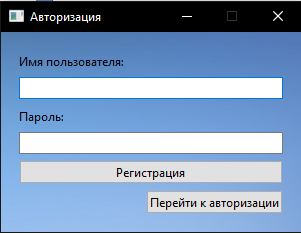 Авторизация
Имя пользователя:
Пароль:
Регистрация
Перейти к авторизации